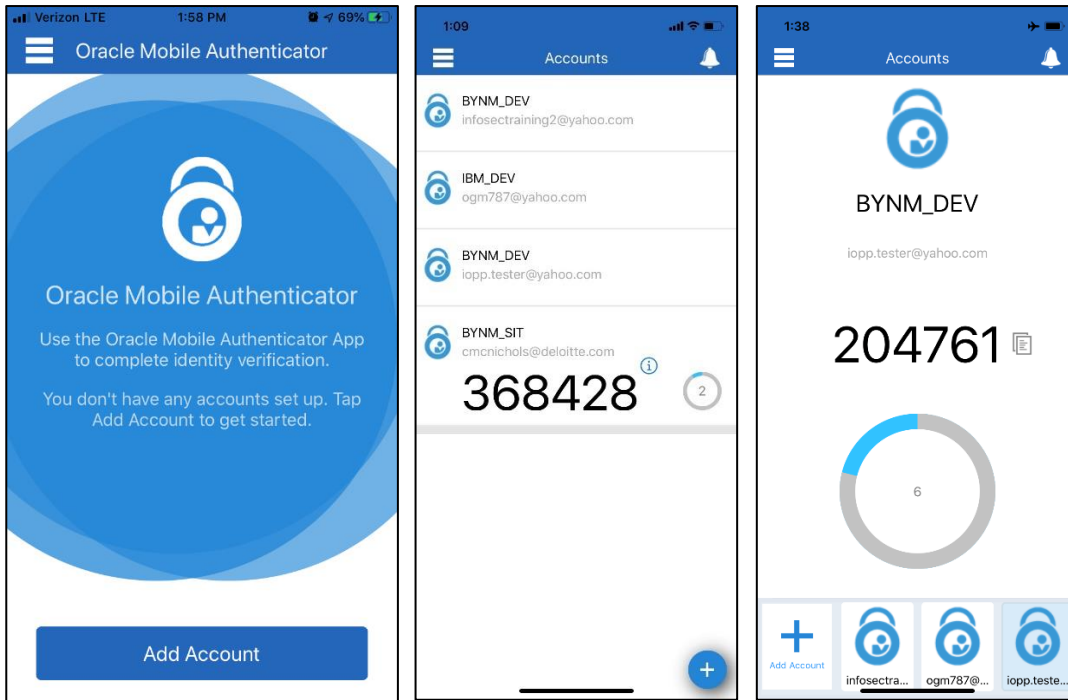 Verizon LTE 1:58 PM 69%
Oracle Mobile Authenticator
Oracle Mobile Authenticator
Use the Oracle Mobile Authenticator App
to complete identity verification.
You don't have any accounts set up. Tap
Add Account to get started.
Add Account
1:09
Accounts
BYNM_DEV
infosectraining2@yahoo.com
IBM_DEV
ogm787@yahoo.com
BYNM_DEV
iopp.tester@yahoo.com
BYNM_SIT
cmcnichols@deloitte.com
368428 i 2
+
1:38
Accounts
BYNM_DEV
iopp.tester@yahoo.com
204761
6
Add Account infosectra... ogm787@... iopp.teste...